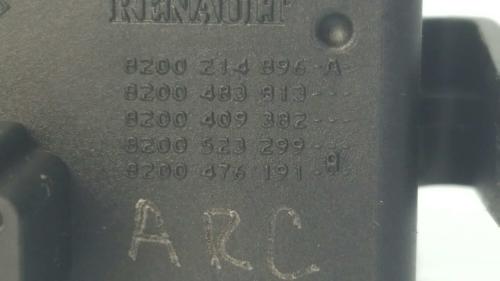 RENAULT
8200 214 896-A-
8200 483 813---
8200 409 382---
8200 523 299---
8200 476 191-A-
ARC